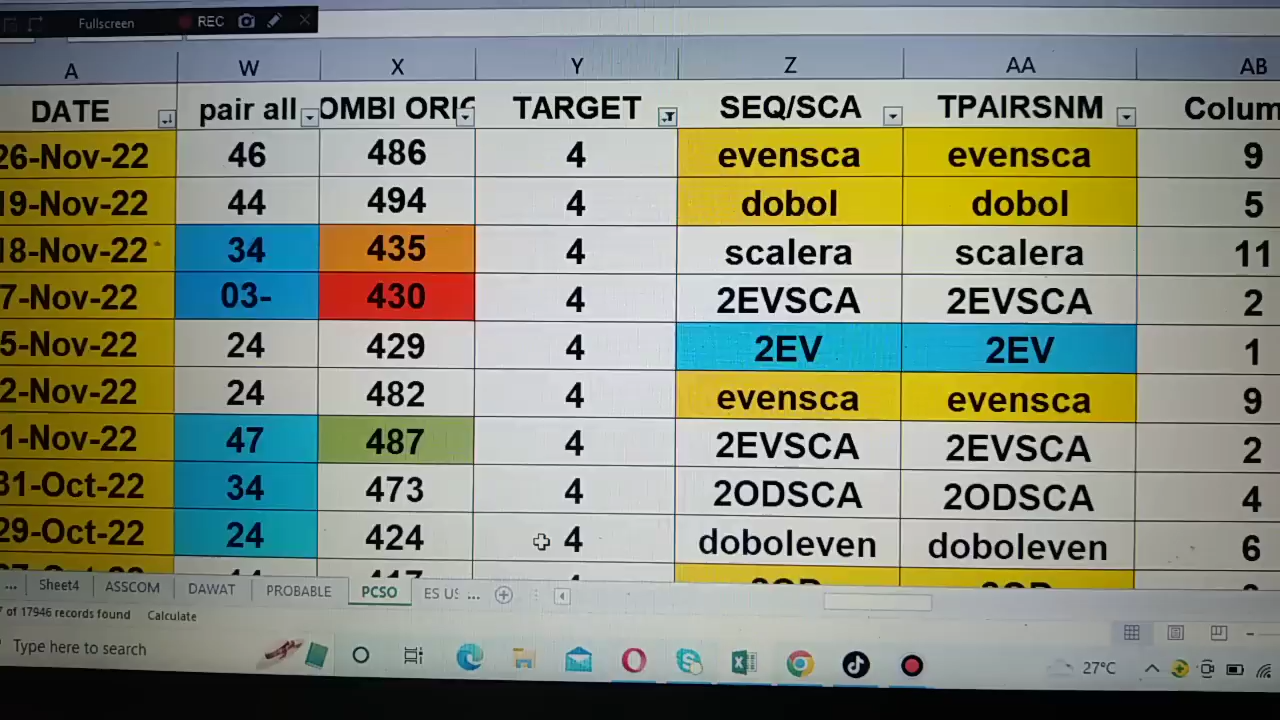 Fullscreen REC
A W X Y Z AA AB
DATE pair all OMBI ORIG TARGET SEQ/SCA TPAIRSNM Colum
26-Nov-22 46 486 4 evensca evensca 9
19-Nov-22 44 494 4 dobol dobol 5
18-Nov-22 34 435 4 scalera scalera 11
7-Nov-22 03- 430 4 2EVSCA 2EVSCA 2
5-Nov-22 24 429 4 2EV 2EV 1
2-Nov-22 24 482 4 evensca evensca 9
1-Nov-22 47 487 4 2EVSCA 2EVSCA 2
31-Oct-22 34 473 4 2ODSCA 2ODSCA 4
29-Oct-22 24 424 4 doboleven doboleven 6
... Sheet4 ASSCOM DAWAT PROBABLE PCSO ES US ...
7 of 17946 records found Calculate
Type here to search 27°C